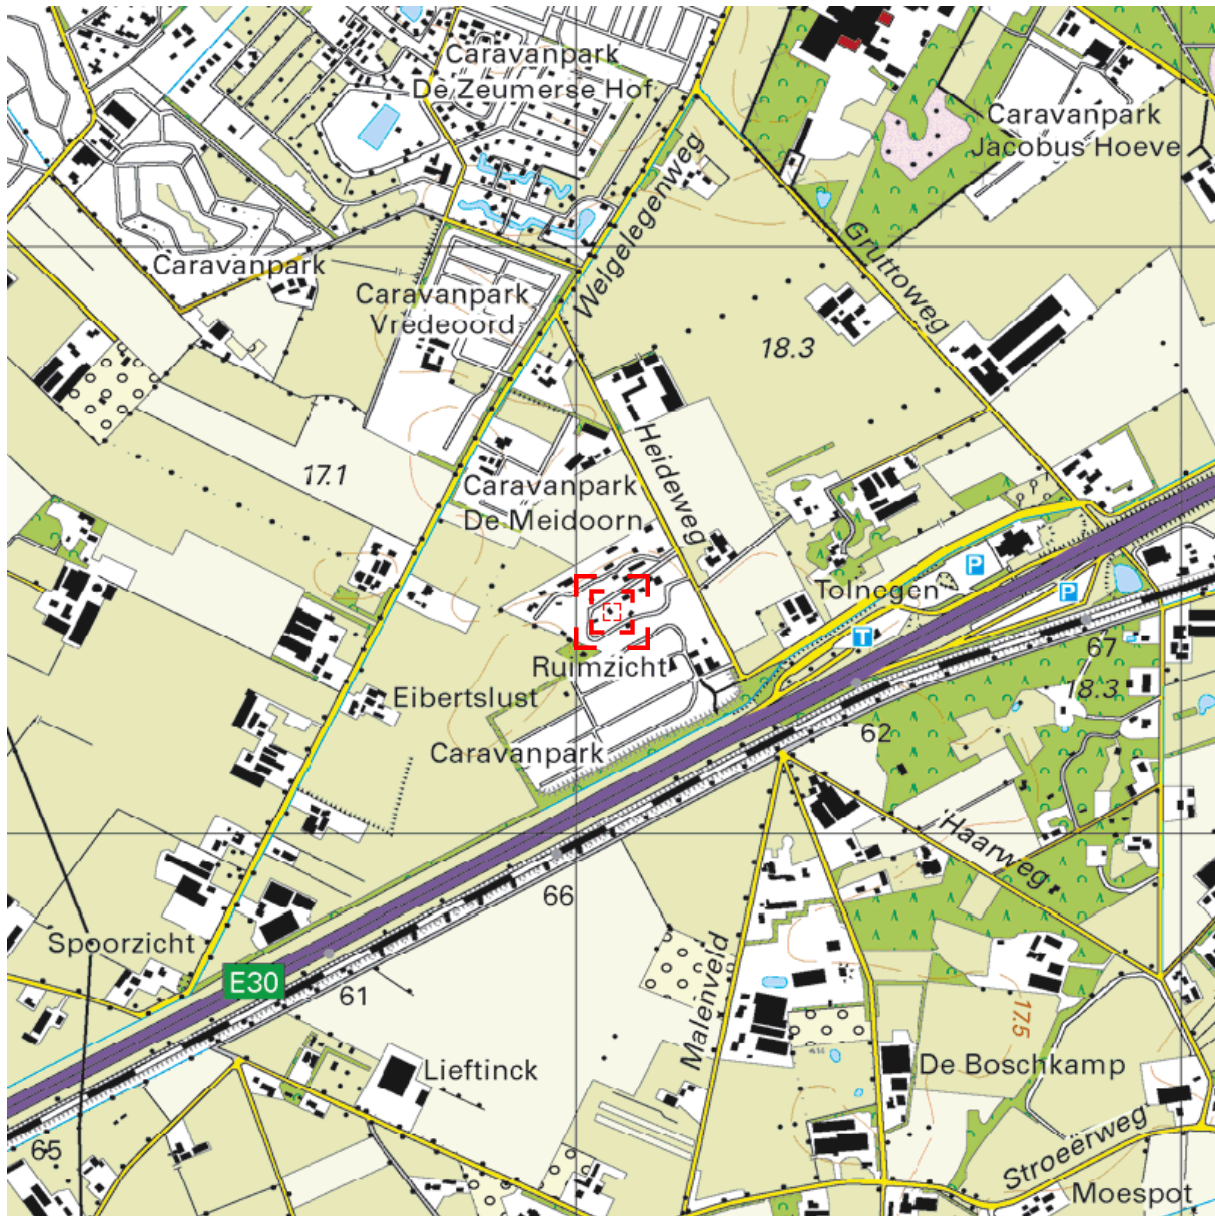 Caravanpark
De Zeumerse Hof
Caravanpark
Jacobus Hoeve
Welgelegenweg
Gruttoweg
Caravanpark
Caravanpark
Vredeoord
18.3
17.1
Heideweg
Caravanpark
De Meidoorn
P
Tolnegen
P
T
67
Ruimzicht
18.3
Eibertslust
62
Caravanpark
Haarweg
66
Spoorzicht
E30
61
Malenveld
17.5
Lieftinck
De Boschkamp
65
Stroeërweg
Moespot